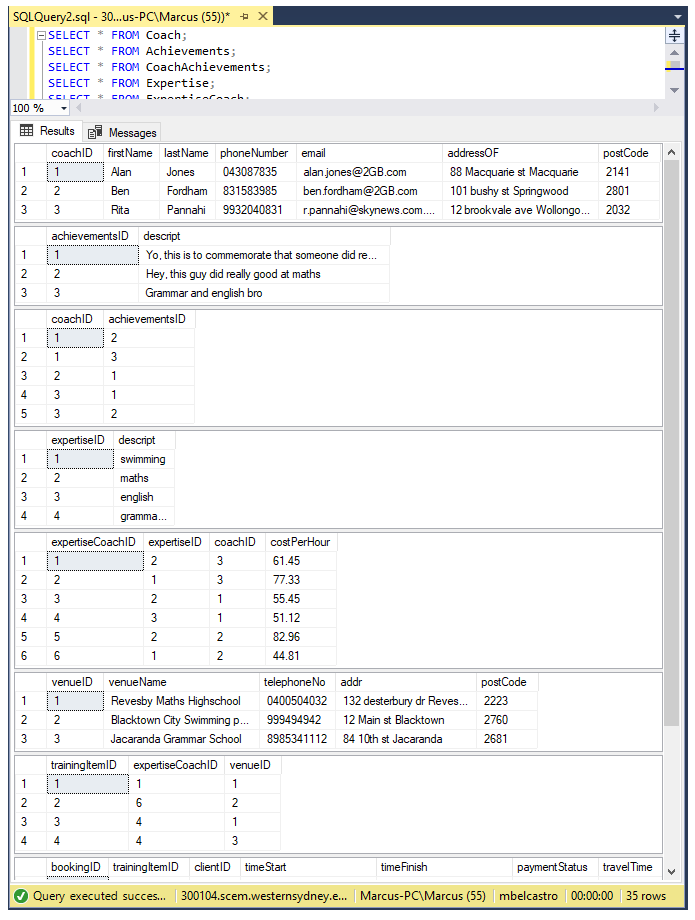 SQLQuery2.sql - 30...us-PC\Marcus (55))*
SELECT * FROM Coach;
SELECT * FROM Achievements;
SELECT * FROM CoachAchievements;
SELECT * FROM Expertise;
SELECT * FROM ExpertiseCoach;
100 %
Results Messages
coachID firstName lastName phoneNumber email addressOF postCode
1 1 Alan Jones 043087835 alan.jones@2GB.com 88 Macquarie st Macquarie 2141
2 2 Ben Fordham 831583985 ben.fordham@2GB.com 101 bushy st Springwood 2801
3 3 Rita Pannahi 9932040831 r.pannahi@skynews.com.... 12 brookvale ave Wollongo... 2032
achievementsID descript
1 1 Yo, this is to commemorate that someone did re...
2 2 Hey, this guy did really good at maths
3 3 Grammar and english bro
coachID achievementsID
1 1 2
2 1 3
3 2 1
4 3 1
5 3 2
expertiseID descript
1 1 swimming
2 2 maths
3 3 english
4 4 gramma...
expertiseCoachID expertiseID coachID costPerHour
1 1 2 3 61.45
2 2 1 3 77.33
3 3 2 1 55.45
4 4 3 1 51.12
5 5 2 2 82.96
6 6 1 2 44.81
venueID venueName telephoneNo addr postCode
1 1 Revesby Maths Highschool 0400504032 132 desterbury dr Reves... 2223
2 2 Blacktown City Swimming p... 999494942 12 Main st Blacktown 2760
3 3 Jacaranda Grammar School 8985341112 84 10th st Jacaranda 2681
trainingItemID expertiseCoachID venueID
1 1 1 1
2 2 6 2
3 3 4 1
4 4 4 3
bookingID trainingItemID clientID timeStart timeFinish paymentStatus travelTime
Query executed succes... 300104.scem.westernsydney.e... Marcus-PC\Marcus (55) mbelcastro 00:00:00 35 rows